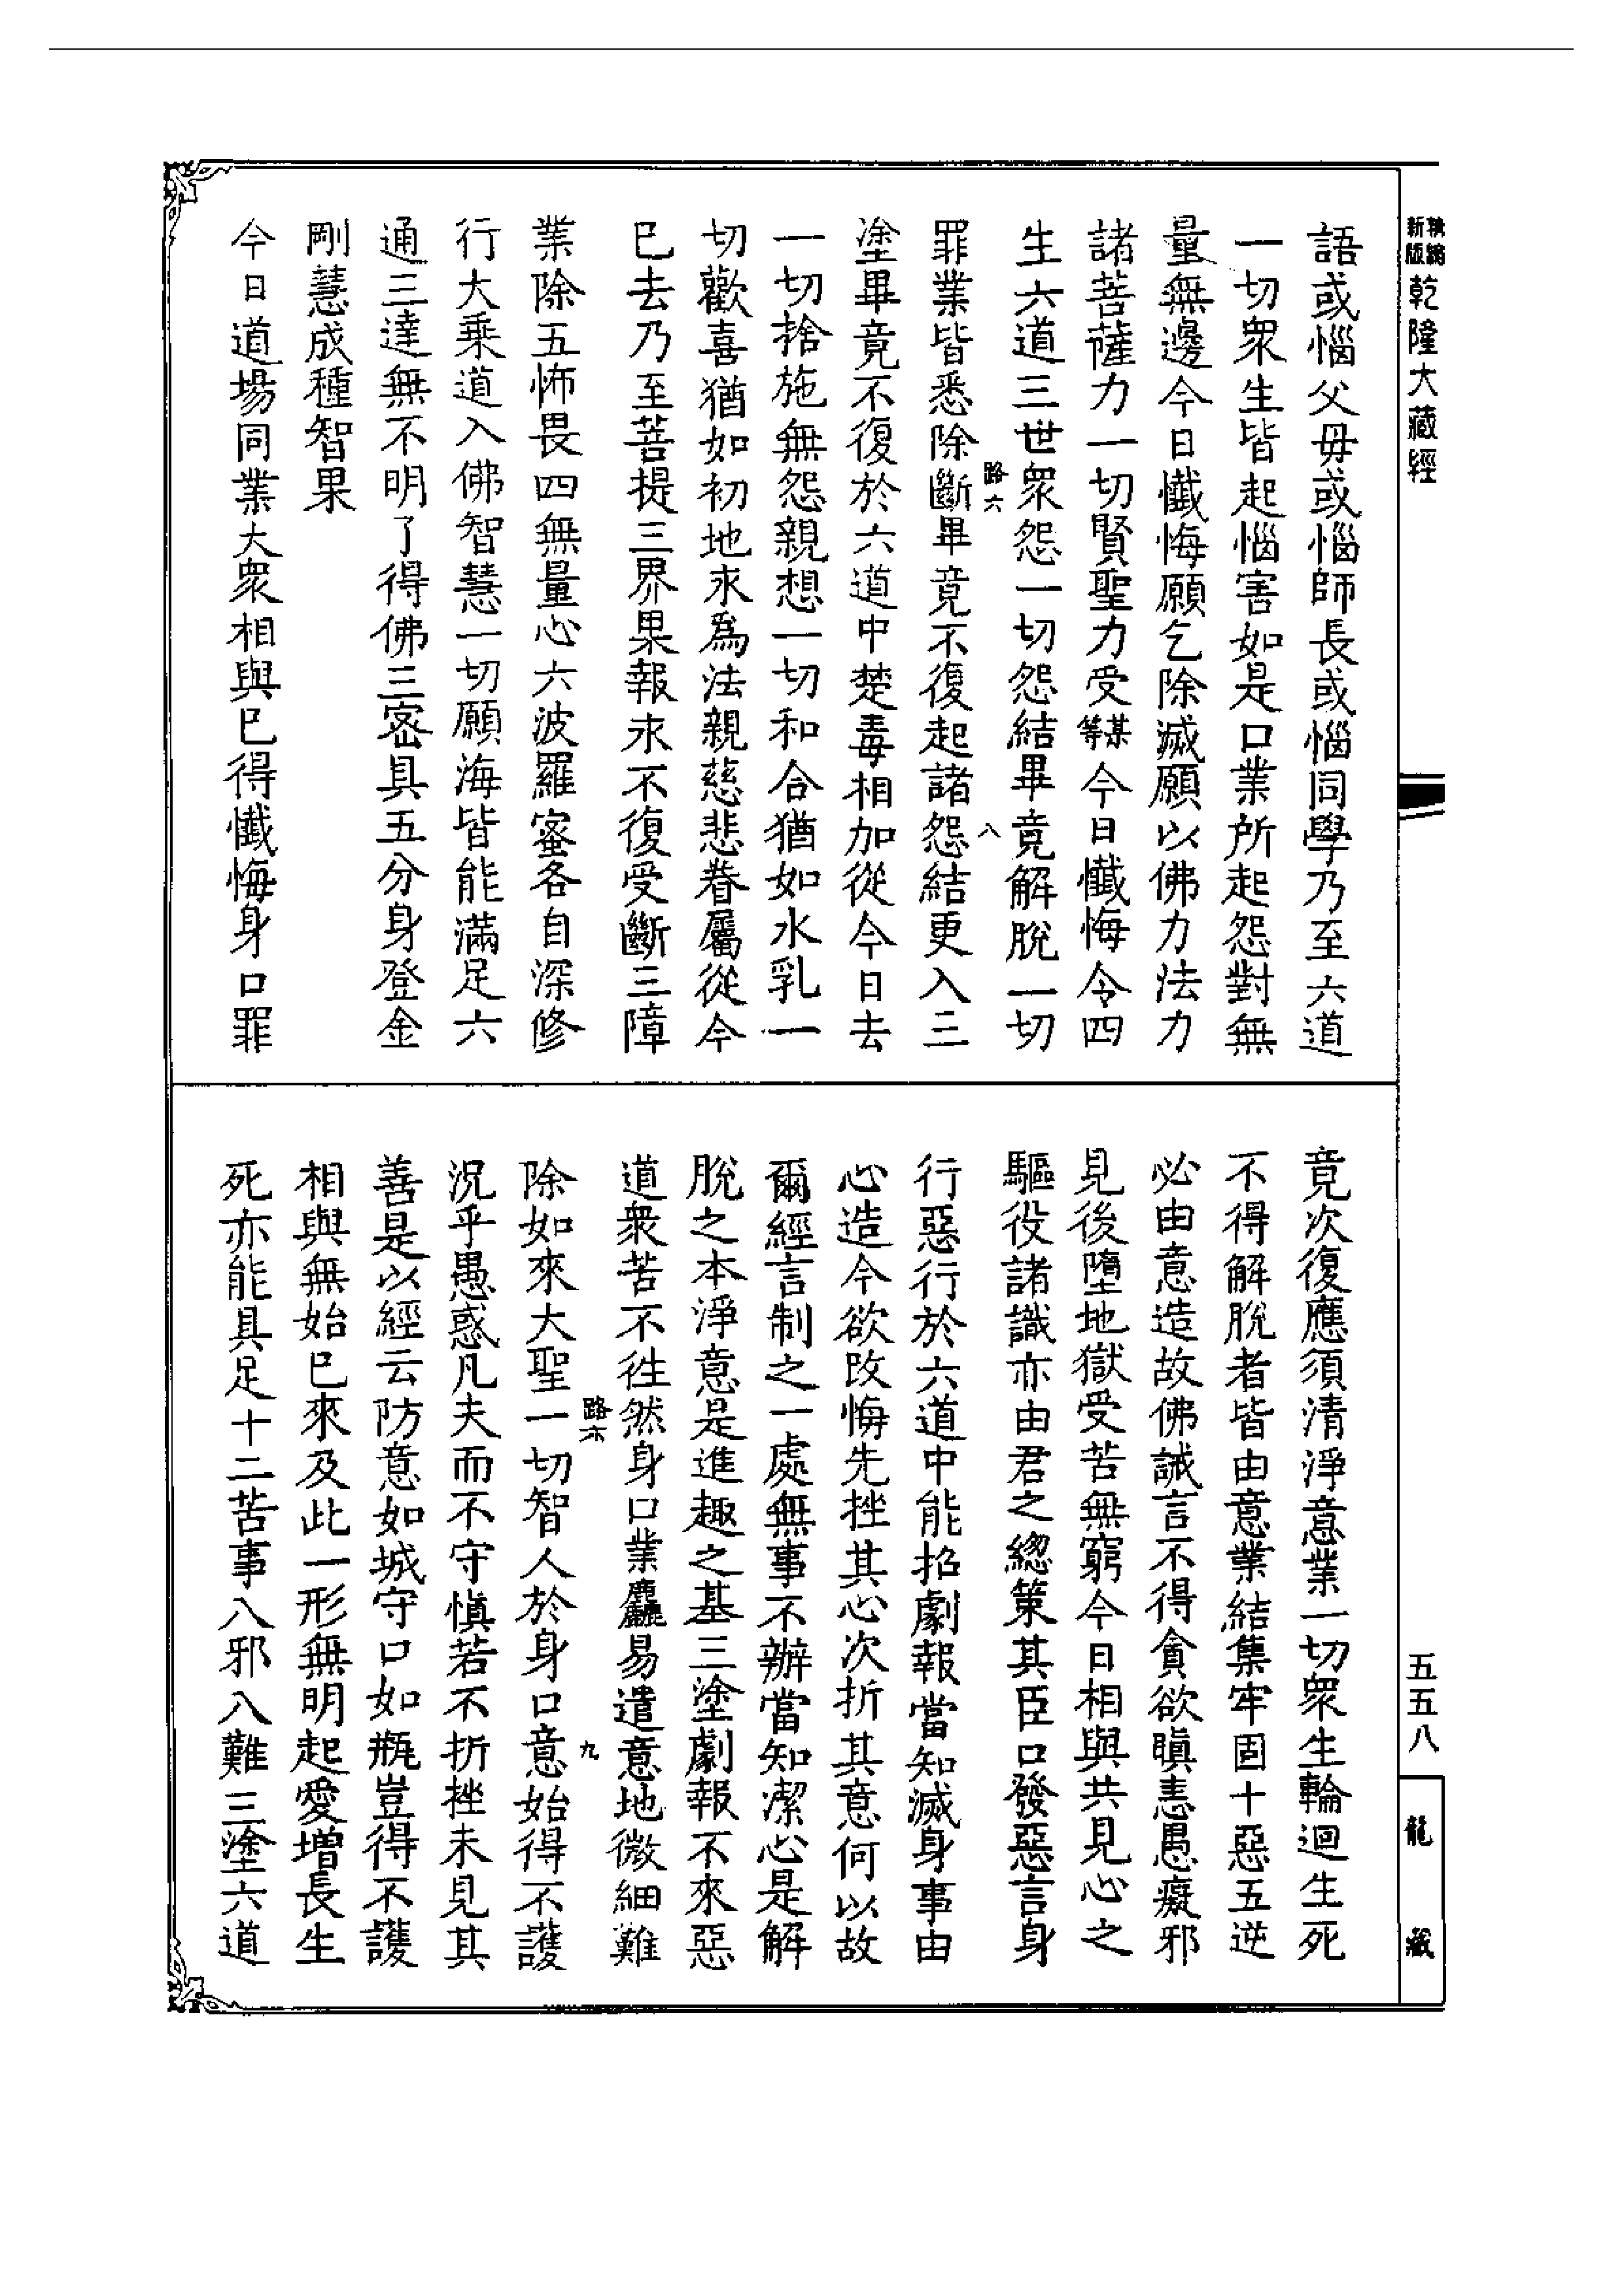 新版
乾隆大藏經
語或惱父母或惱師長或惱同學乃至六道
一切衆生皆起惱害如是口業所起怨對無
量無邊今日懺悔願乞除滅願以佛力法力
諸菩薩力一切賢聖力受某等今日懺悔令四
生六道三世衆怨一切怨結畢竟解脫一切
路六
八
罪業皆悉除斷畢竟不復起諸怨結更入三
塗畢竟不復於六道中楚毒相加從今日去
一切捨施無怨親想一切和合猶如水乳一
切歡喜猶如初地永爲法親慈悲眷屬從今
已去乃至菩提三界果報永不復受斷三障
業除五怖畏四無量心六波羅蜜各自深修
行大乘道入佛智慧一切願海皆能滿足六
通三達無不明了得佛三密具五分身登金
剛慧成種智果
今日道場同業大衆相與已得懺悔身口罪
竟次復應須清淨意業一切衆生輪迴生死
不得解脫者皆由意業結集牢固十惡五逆
必由意造故佛誡言不得貪欲瞋恚愚癡邪
見後墮地獄受苦無窮今日相與共見心之
驅役諸識亦由君之總策其臣口發惡言身
行惡行於六道中能招劇報當知滅身事由
心造今欲改悔先挫其心次折其意何以故
爾經言制之一處無事不辦當知潔心是解
脫之本淨意是進趣之基三塗劇報不來惡
道衆苦不徃然身口業麤易遣意地微細難
路六
九
除如來大聖一切智人於身口意始得不護
況乎愚惑凡夫而不守愼若不折挫未見其
善是以經云防意如城守口如瓶豈得不護
相與無始已來及此一形無明起愛增長生
死亦能具足十二苦事八邪八難三塗六道
五五八
龍藏